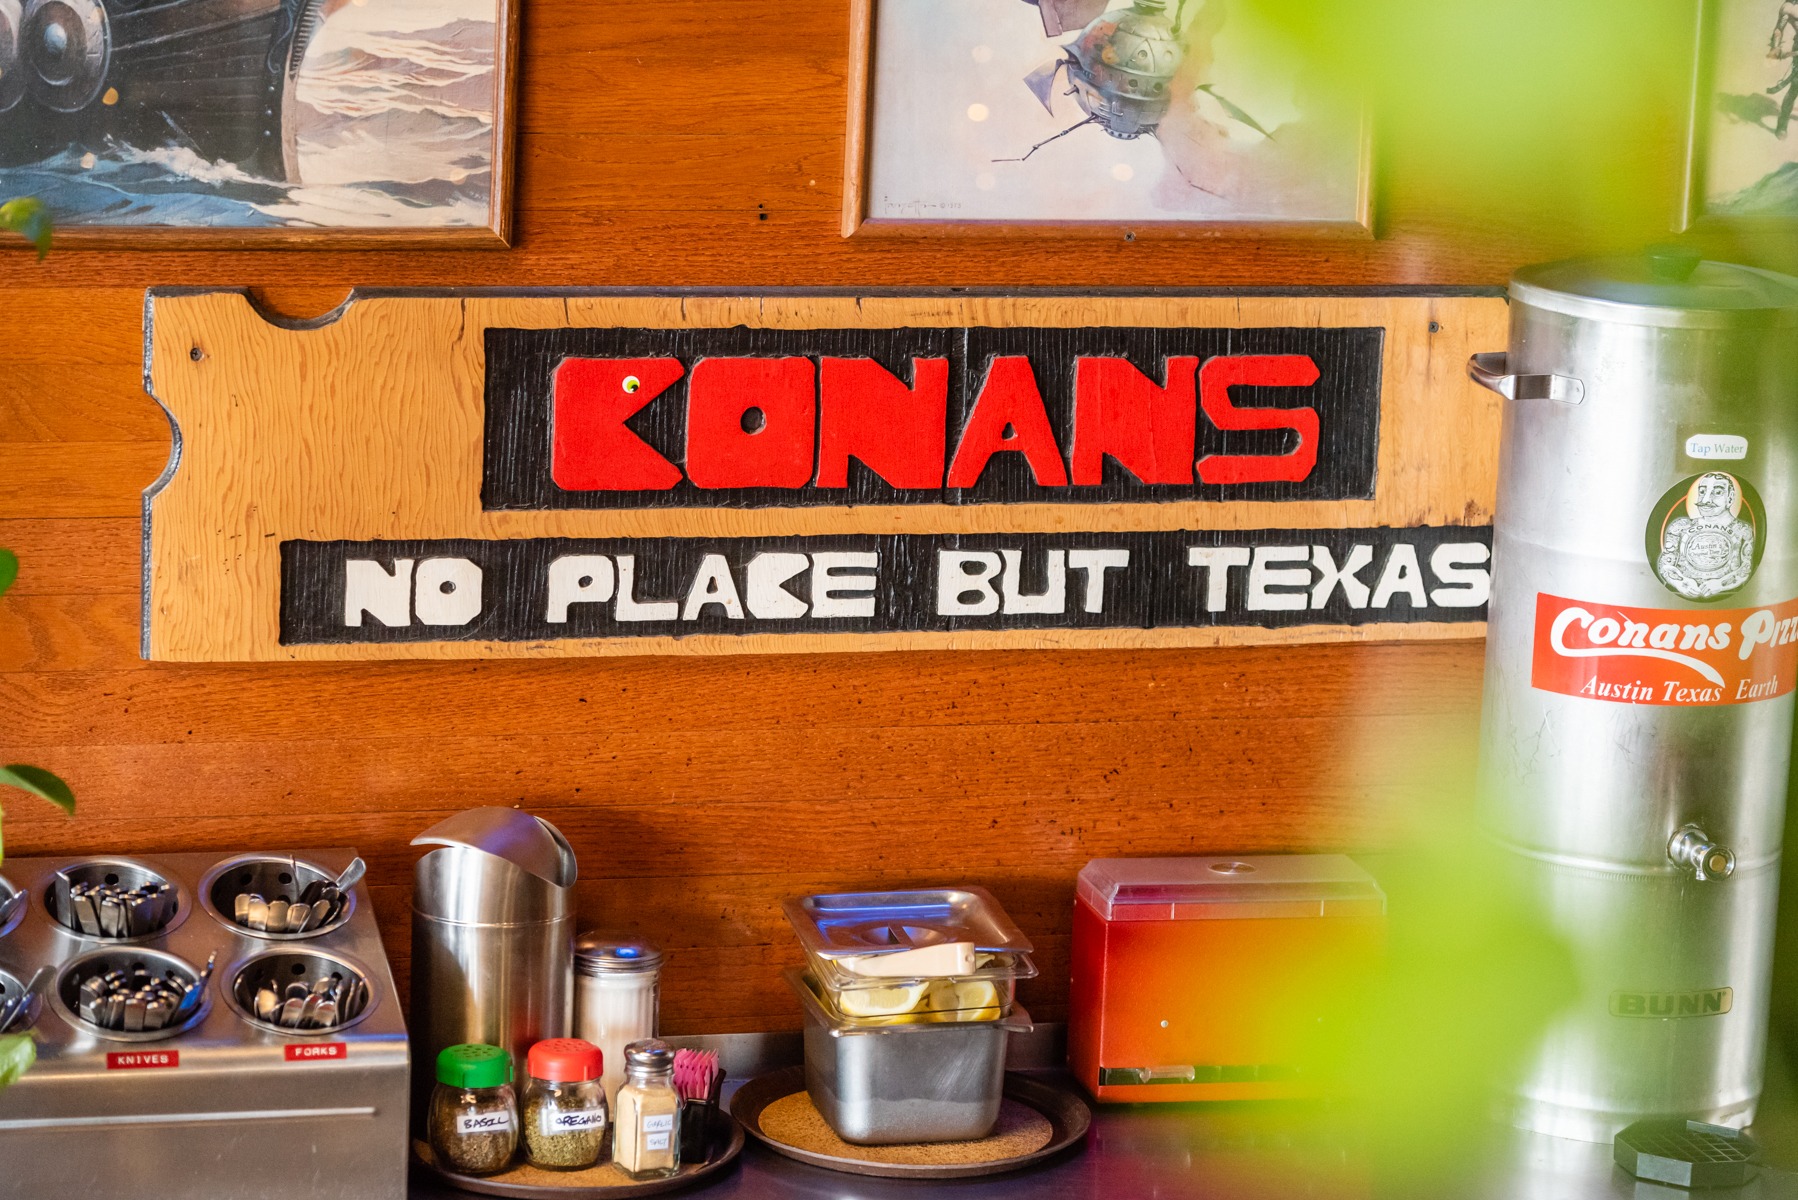 CONANS
NO PLACE BUT TEXAS
Tap Water
CONANS
Conans Pizz
Austin Texas Earth
BUNN
KNIVES
FORKS
BASIL
OREGANO
GARLIC
SALT